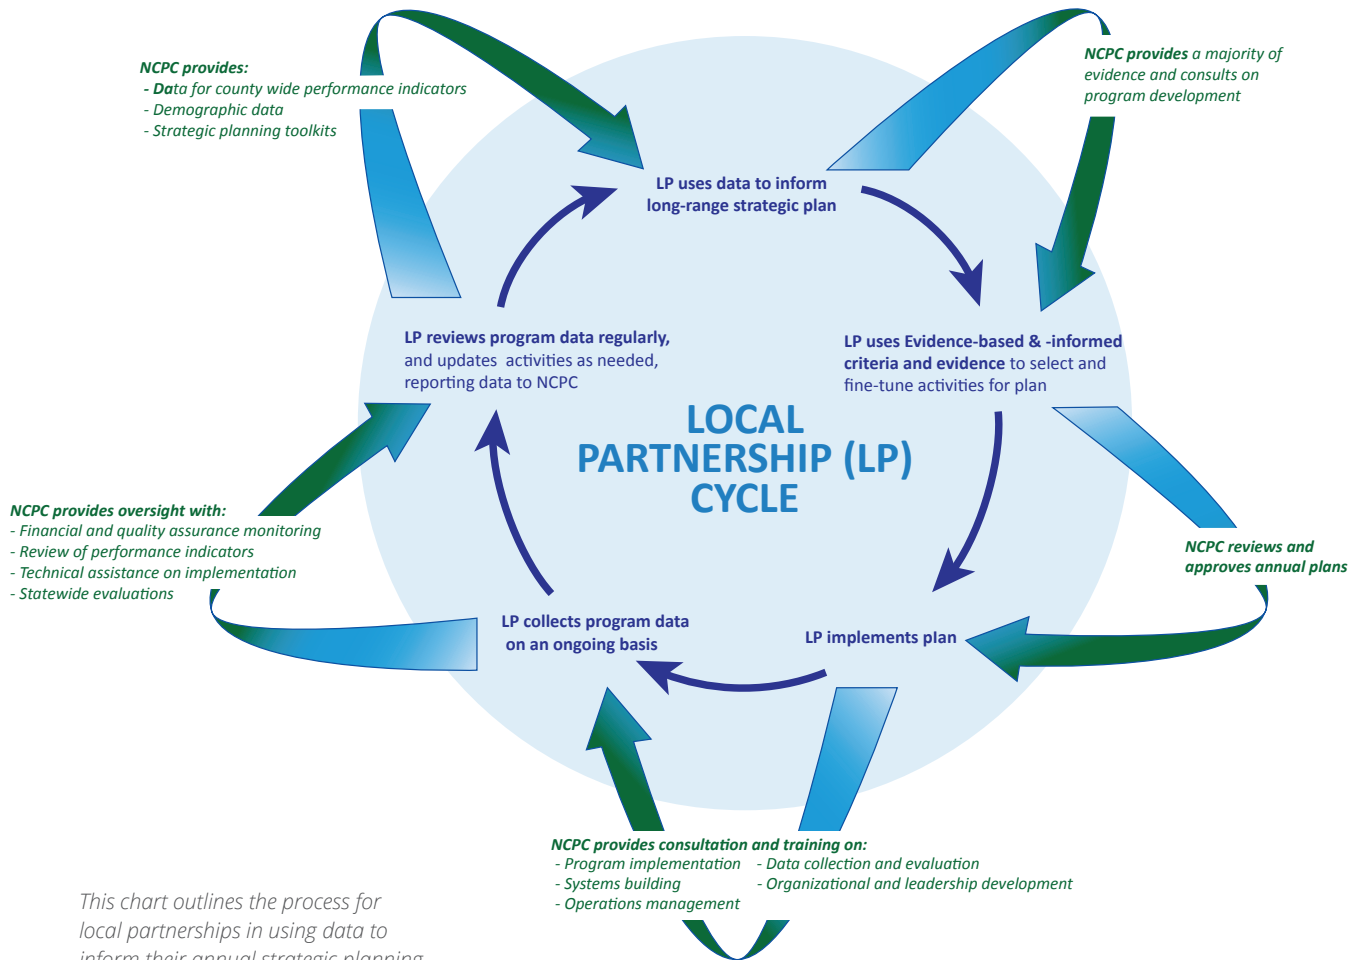 NCPC provides:
- Data for county wide performance indicators
- Demographic data
- Strategic planning toolkits
NCPC provides a majority of
evidence and consults on
program development
LP uses data to inform
long-range strategic plan
LP reviews program data regularly,
and updates activities as needed,
reporting data to NCPC
LP uses Evidence-based & -informed
criteria and evidence to select and
fine-tune activities for plan
LOCAL
PARTNERSHIP (LP)
CYCLE
NCPC provides oversight with:
- Financial and quality assurance monitoring
- Review of performance indicators
- Technical assistance on implementation
- Statewide evaluations
NCPC reviews and
approves annual plans
LP collects program data
on an ongoing basis
LP implements plan
NCPC provides consultation and training on:
- Program implementation - Data collection and evaluation
- Systems building - Organizational and leadership development
- Operations management
This chart outlines the process for
local partnerships in using data to
inform their annual strategic planning